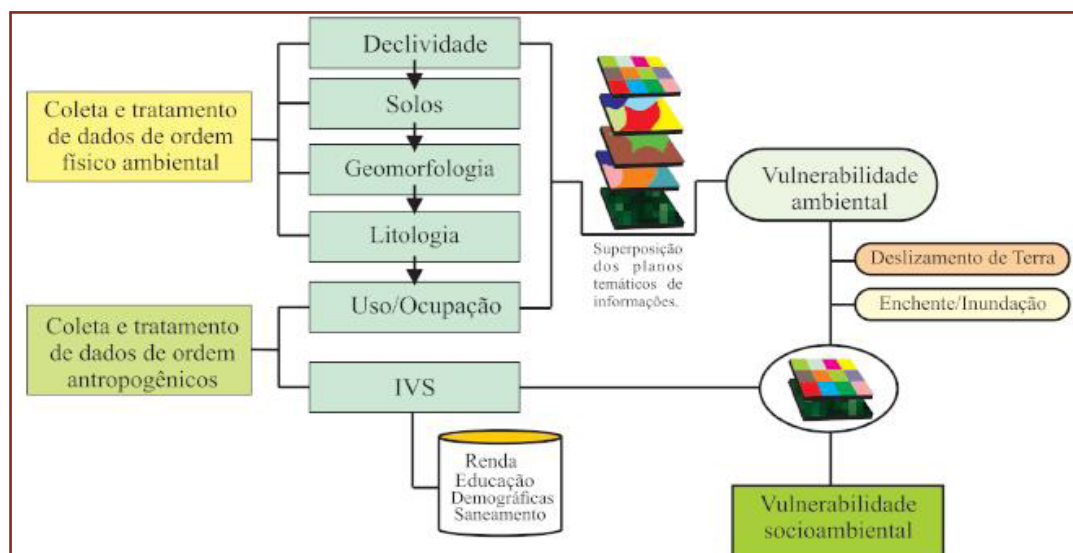 Coleta e tratamento
de dados de ordem
físico ambiental
Declividade
Solos
Geomorfologia
Litologia
Uso/Ocupação
Coleta e tratamento
de dados de ordem
antropogênicos
IVS
Renda
Educação
Demográficas
Saneamento
Superposição
dos planos
temáticos de
informações.
Vulnerabilidade
ambiental
Deslizamento de Terra
Enchente/Inundação
Vulnerabilidade
socioambiental